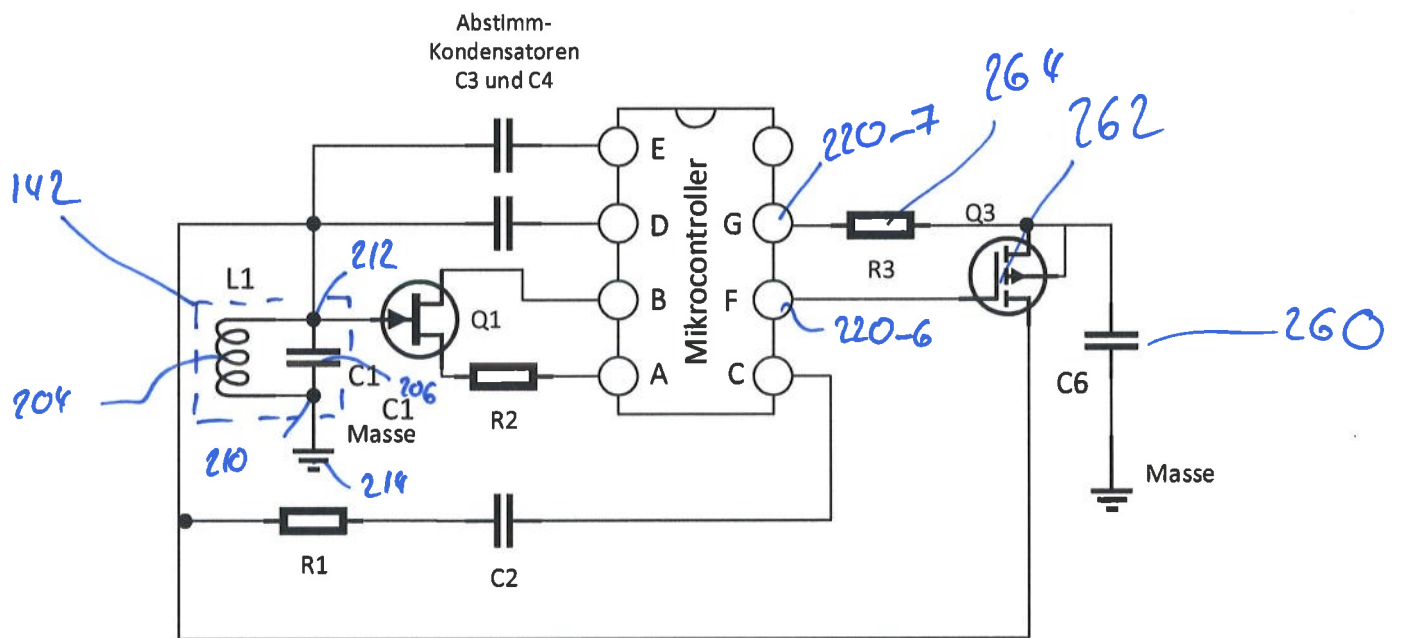 Abstimm-
Kondensatoren
C3 und C4
264
262
220-7
142
E
D
G
Q3
212
R3
L1
B
F
Q1
Mikrocontroller
220-6
260
A
C
C1
206
204
C1
R2
C6
Masse
210
214
Masse
R1
C2